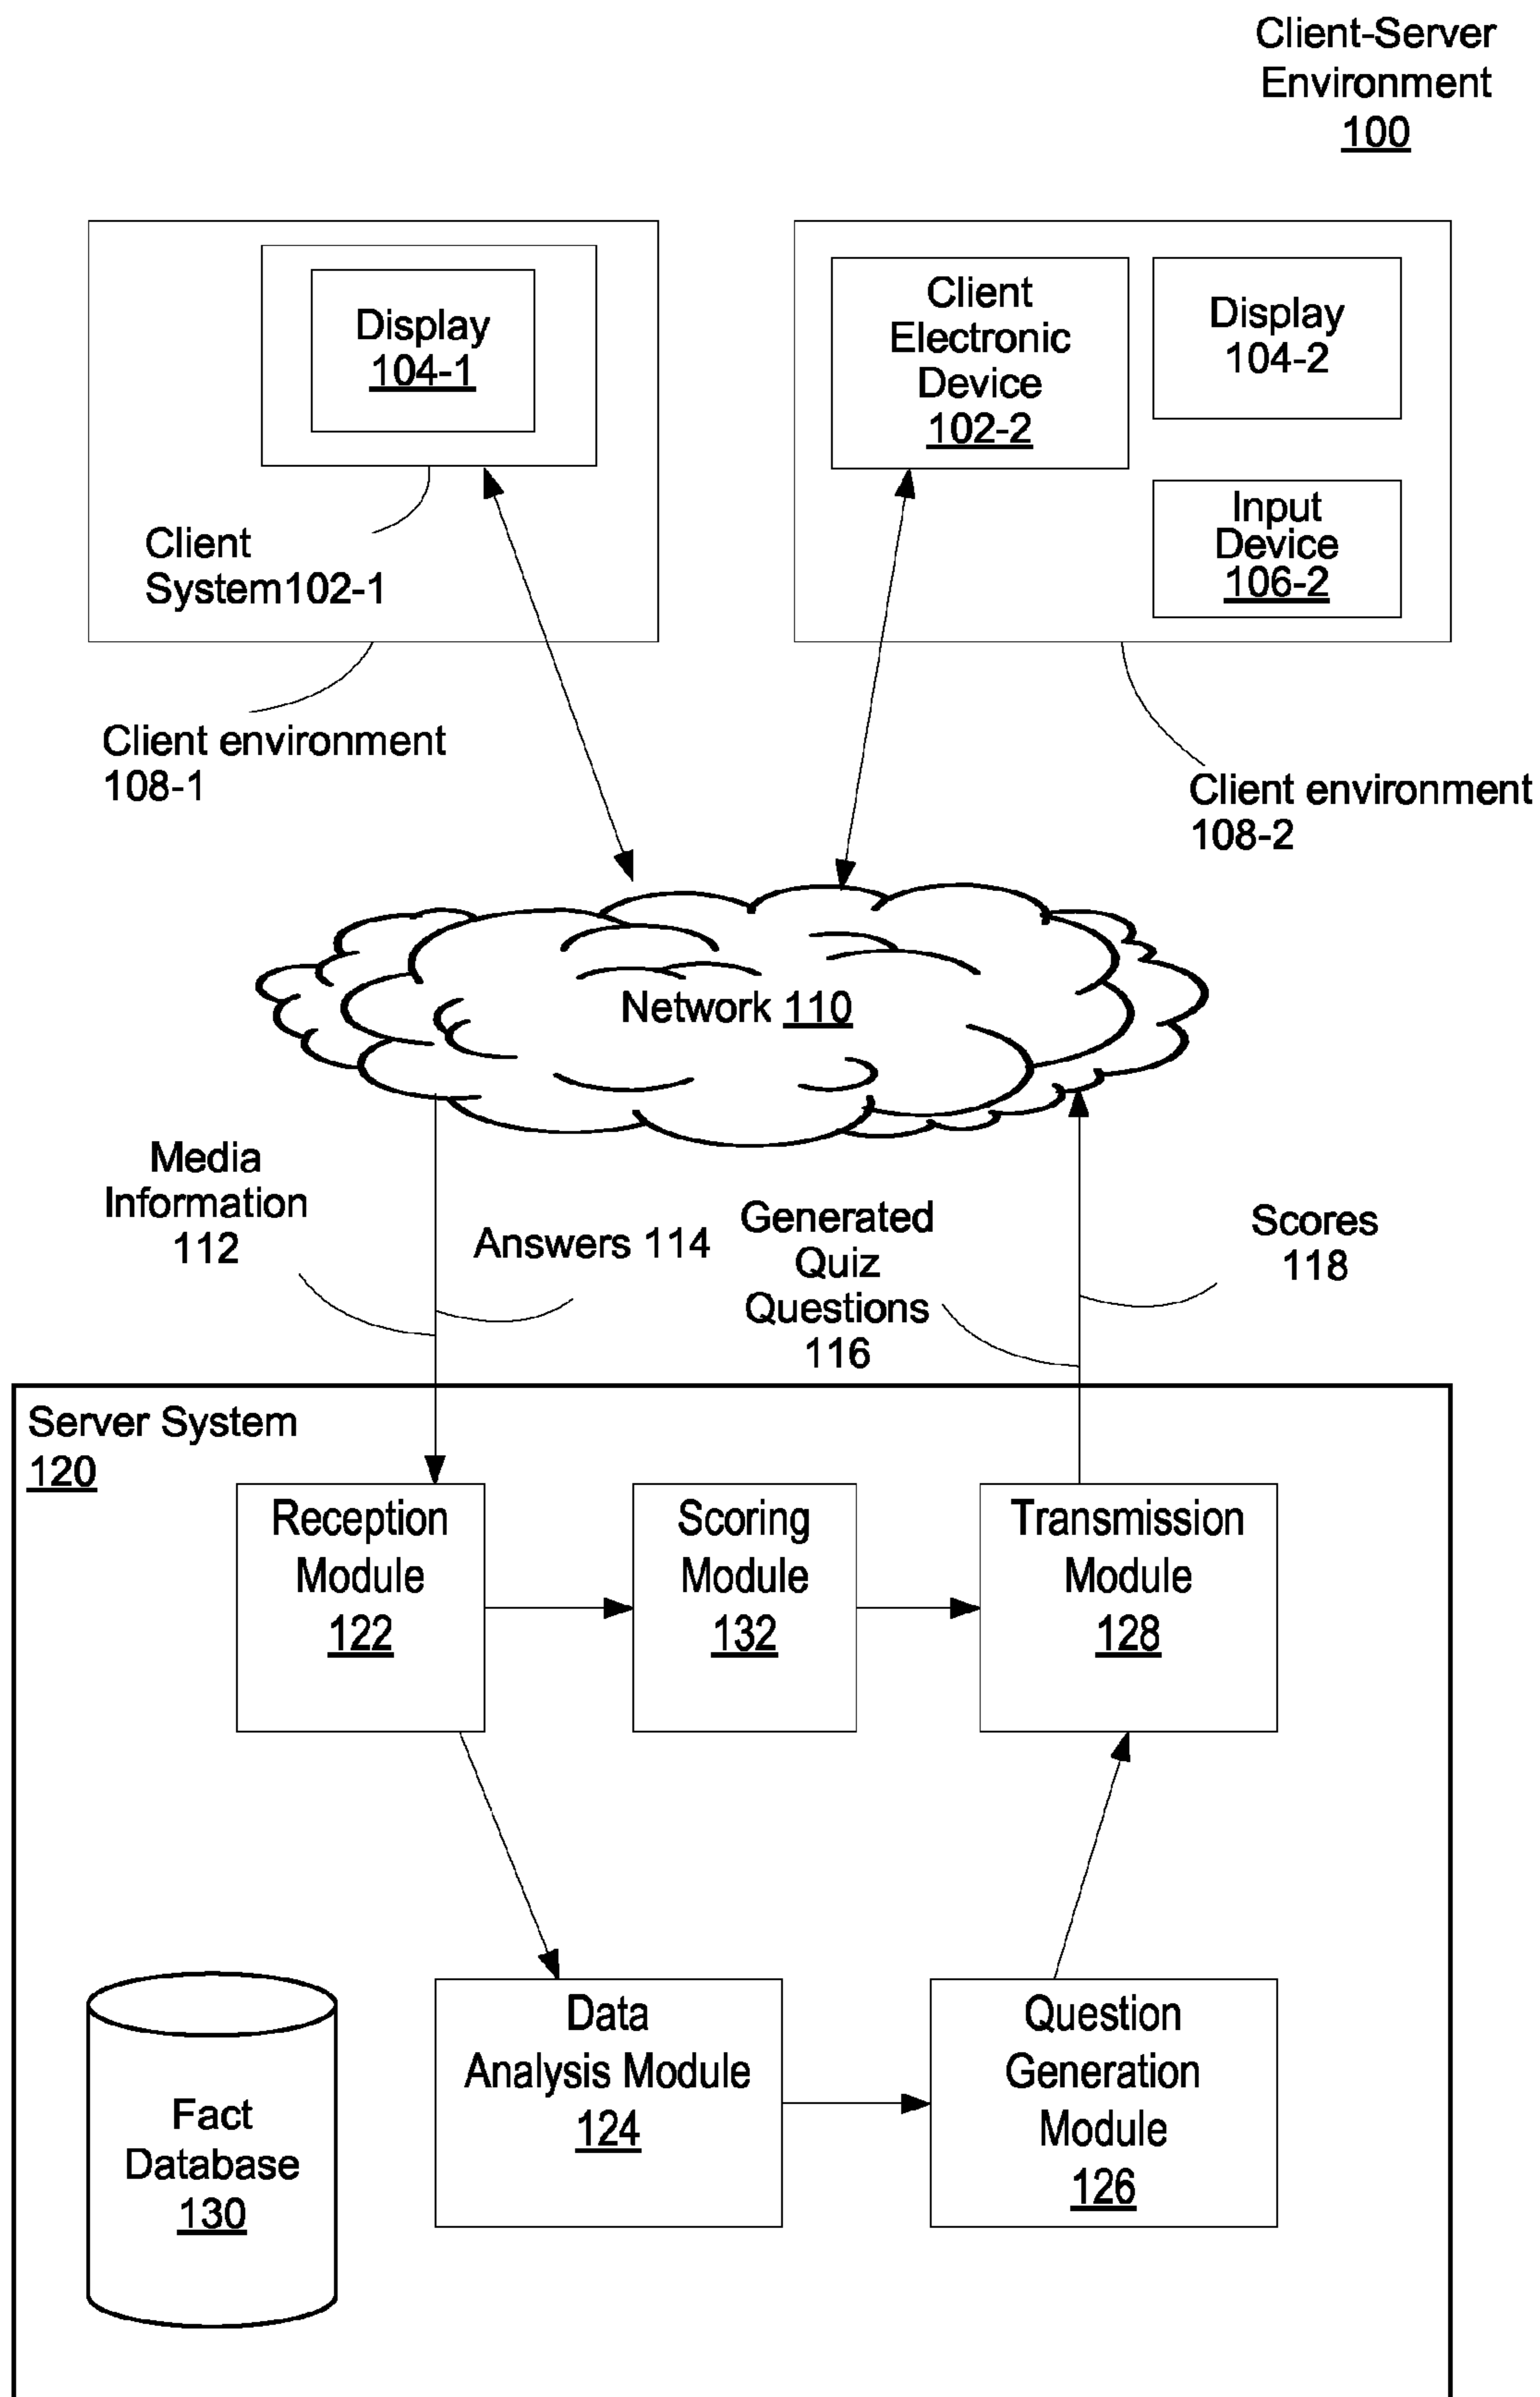 Client-Server
Environment
100
Display
104-1
Client
System102-1
Client environment
108-1
Client
Electronic
Device
102-2
Display
104-2
Input
Device
106-2
Client environment
108-2
Network 110
Media
Information
112
Answers 114
Generated
Quiz
Questions
116
Scores
118
Server System
120
Reception
Module
122
Scoring
Module
132
Transmission
Module
128
Fact
Database
130
Data
Analysis Module
124
Question
Generation
Module
126